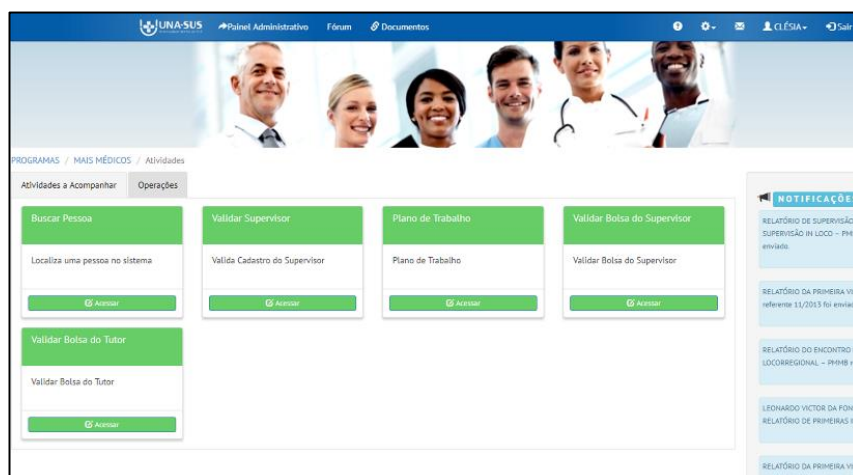 UNA-SUS
Painel Administrativo
Fórum
Documentos
CLÉSIA
Sair
PROGRAMAS / MAIS MÉDICOS / Atividades
Atividades a Acompanhar
Operações
Buscar Pessoa
Localiza uma pessoa no sistema
Acessar
Validar Supervisor
Valida Cadastro do Supervisor
Acessar
Plano de Trabalho
Plano de Trabalho
Acessar
Validar Bolsa do Supervisor
Validar Bolsa do Supervisor
Acessar
Validar Bolsa do Tutor
Validar Bolsa do Tutor
Acessar
NOTIFICAÇÕE
RELATÓRIO DE SUPERVISÃO
SUPERVISÃO IN LOCO – PM
enviado.
RELATÓRIO DA PRIMEIRA VI
referente 11/2013 foi enviad
RELATÓRIO DO ENCONTRO
LOCORREGIONAL – PMMB
LEONARDO VICTOR DA FON
RELATÓRIO DE PRIMEIRAS I
RELATÓRIO DA PRIMEIRA VI